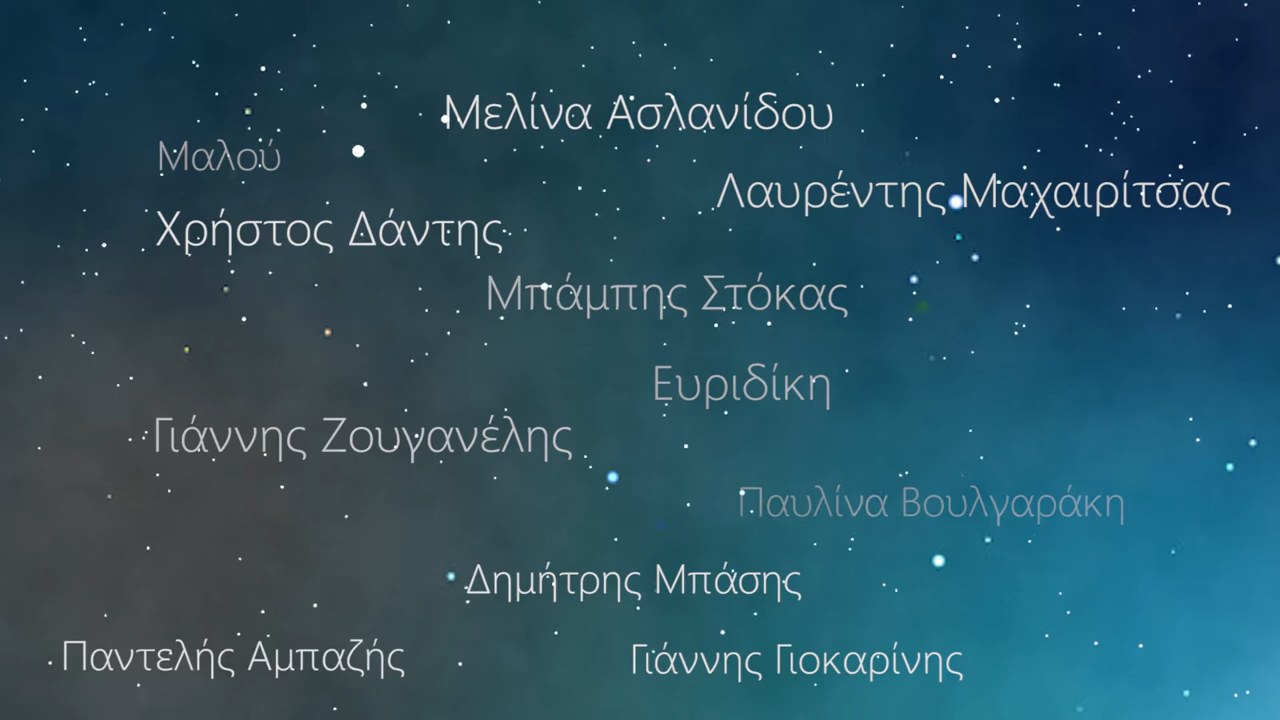 Μελίνα Ασλανίδου
Μαλού
Λαυρέντης Μαχαιρίτσας
Χρήστος Δάντης
Μπάμπης Στόκας
Ευριδίκη
Γιάννης Ζουγανέλης
Παυλίνα Βουλγαράκη
Δημήτρης Μπάσης
Παντελής Αμπαζής
Γιάννης Γιοκαρίνης